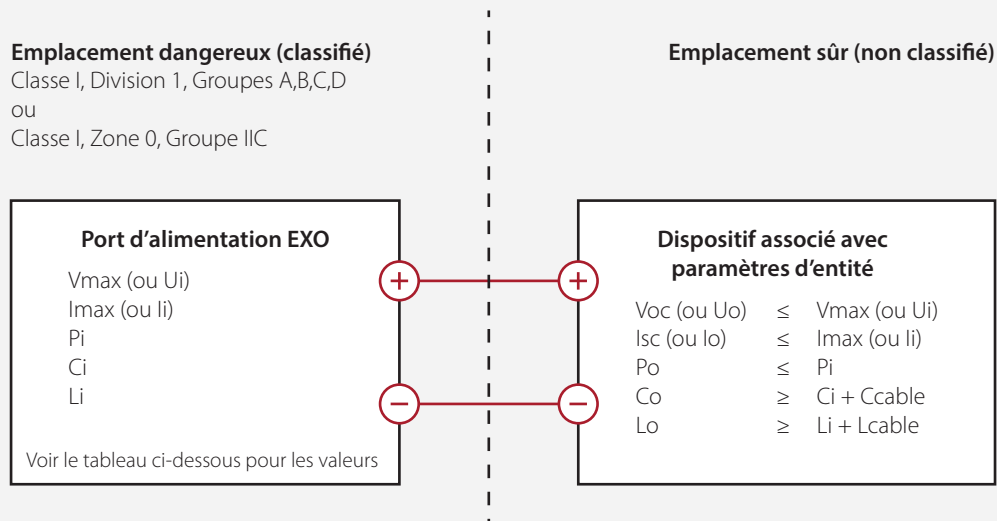 Emplacement dangereux (classifié)
Classe I, Division 1, Groupes A,B,C,D
ou
Classe I, Zone 0, Groupe IIC
Emplacement sûr (non classifié)
Port d'alimentation EXO
Vmax (ou Ui)
Imax (ou Ii)
Pi
Ci
Li
Voir le tableau ci-dessous pour les valeurs
+
−
+
−
Dispositif associé avec
paramètres d'entité
Voc (ou Uo) ≤ Vmax (ou Ui)
Isc (ou Io) ≤ Imax (ou Ii)
Po ≤ Pi
Co ≥ Ci + Ccable
Lo ≥ Li + Lcable